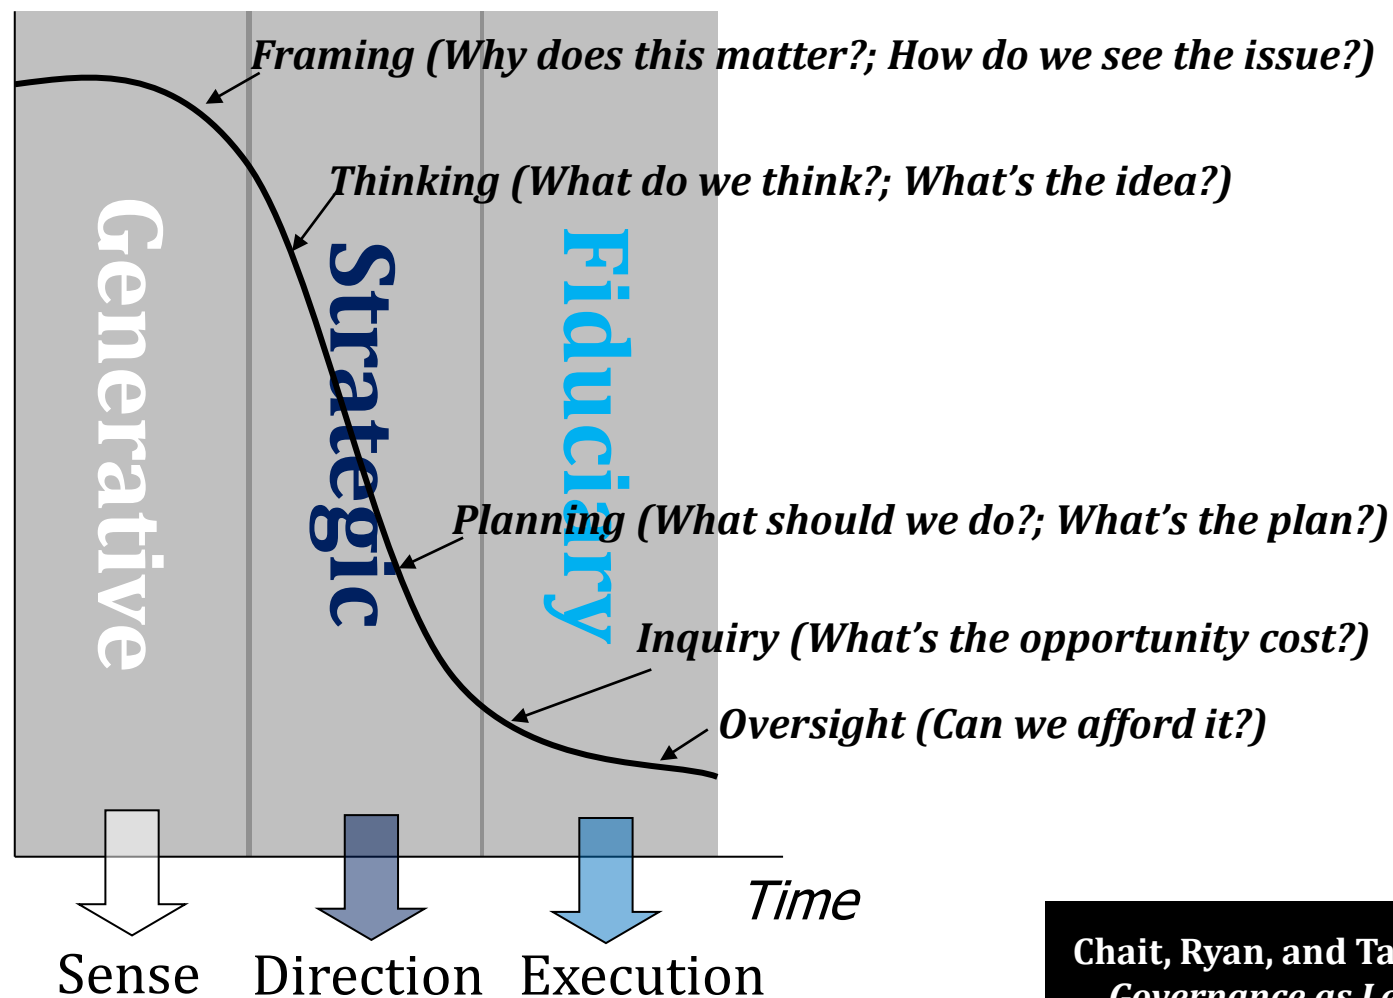 Framing (Why does this matter?; How do we see the issue?)
Thinking (What do we think?; What’s the idea?)
Generative
Strategic
Fiduciary
Planning (What should we do?; What’s the plan?)
Inquiry (What’s the opportunity cost?)
Oversight (Can we afford it?)
Time
Sense
Direction
Execution
Chait, Ryan, and
Governance as